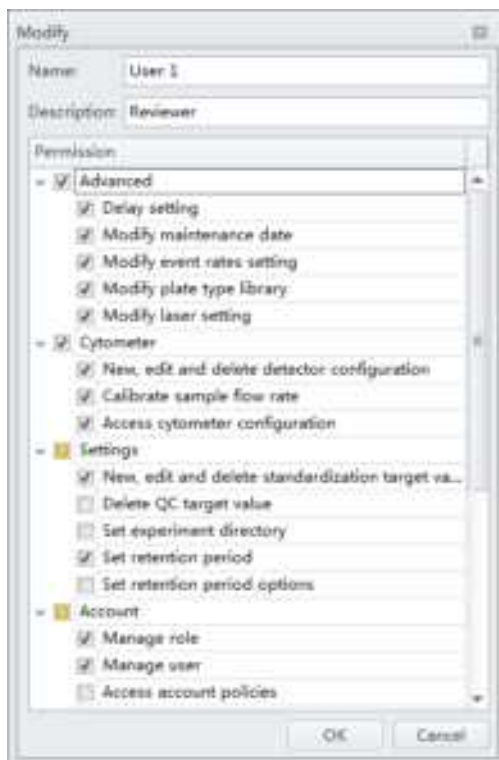 Modify
Name: User 1
Description: Reviewer
Permission
Advanced
Delay setting
Modify maintenance date
Modify event rates setting
Modify plate type library
Modify laser setting
Cytometer
New, edit and delete detector configuration
Calibrate sample flow rate
Access cytometer configuration
Settings
New, edit and delete standardization target va...
Delete QC target value
Set experiment directory
Set retention period
Set retention period options
Account
Manage role
Manage user
Access account policies
OK Cancel